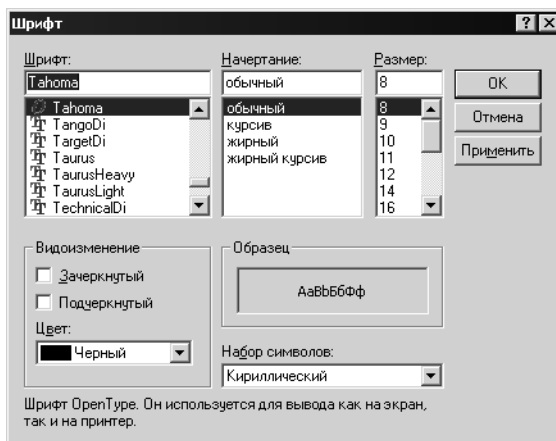 Шрифт
Шрифт:
Tahoma
Tahoma
TangoDi
TargetDi
Taurus
TaurusHeavy
TaurusLight
TechnicalDi
Начертание:
обычный
обычный
курсив
жирный
жирный курсив
Размер:
8
8
9
10
11
12
14
16
OK
Отмена
Применить
Видоизменение
Зачеркнутый
Подчеркнутый
Цвет:
Черный
Образец
АаВbБбФф
Набор символов:
Кириллический
Шрифт OpenType. Он используется для вывода как на экран,
так и на принтер.